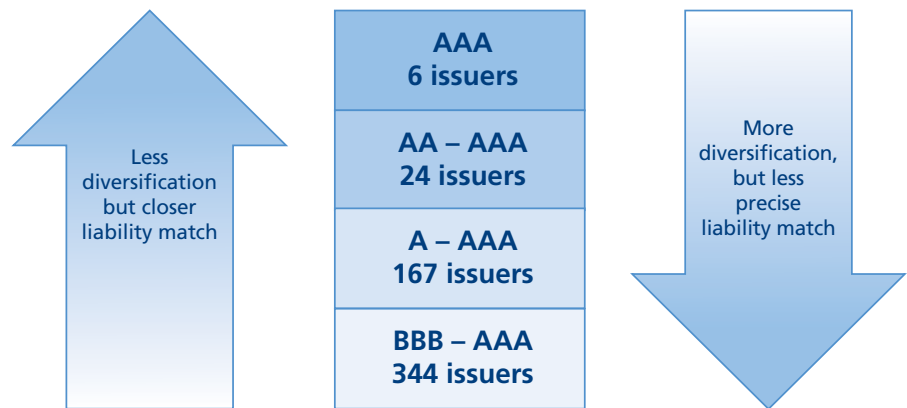 Less
diversification
but closer
liability match
AAA
6 issuers
AA – AAA
24 issuers
A – AAA
167 issuers
BBB – AAA
344 issuers
More
diversification,
but less
precise
liability match